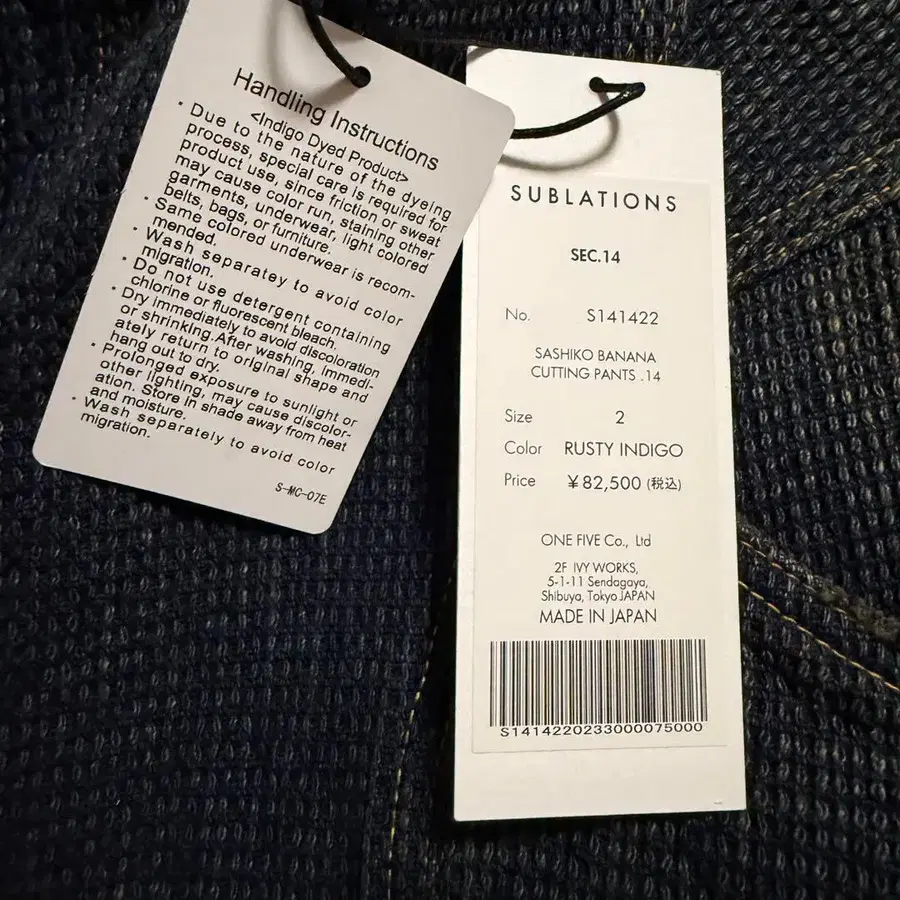 Handling Instructions
<Indigo Dyed Product>
・Due to the nature of the dyeing
process, special care is required for
product use, since friction or sweat
may cause color run, staining other
garments, underwear, light colored
belts, bags, or furniture.
・Same colored underwear is recom-
mended.
・Wash separatey to avoid color
migration.
・Do not use detergent containing
chlorine or fluorescent bleach.
・Dry immediately to avoid discoloration
or shrinking.After washing, immedi-
ately return to original shape and
hang out to dry.
・Prolonged exposure to sunlight or
other lighting, may cause discolor-
ation. Store in shade away from heat
and moisture.
・Wash separately to avoid color
migration.
S-MC-07E
SUBLATIONS
SEC.14
No. S141422
SASHIKO BANANA
CUTTING PANTS .14
Size 2
Color RUSTY INDIGO
Price ¥82,500 (税込)
ONE FIVE Co., Ltd
2F IVY WORKS,
5-1-11 Sendagaya,
Shibuya, Tokyo JAPAN
MADE IN JAPAN
S1414220233000075000